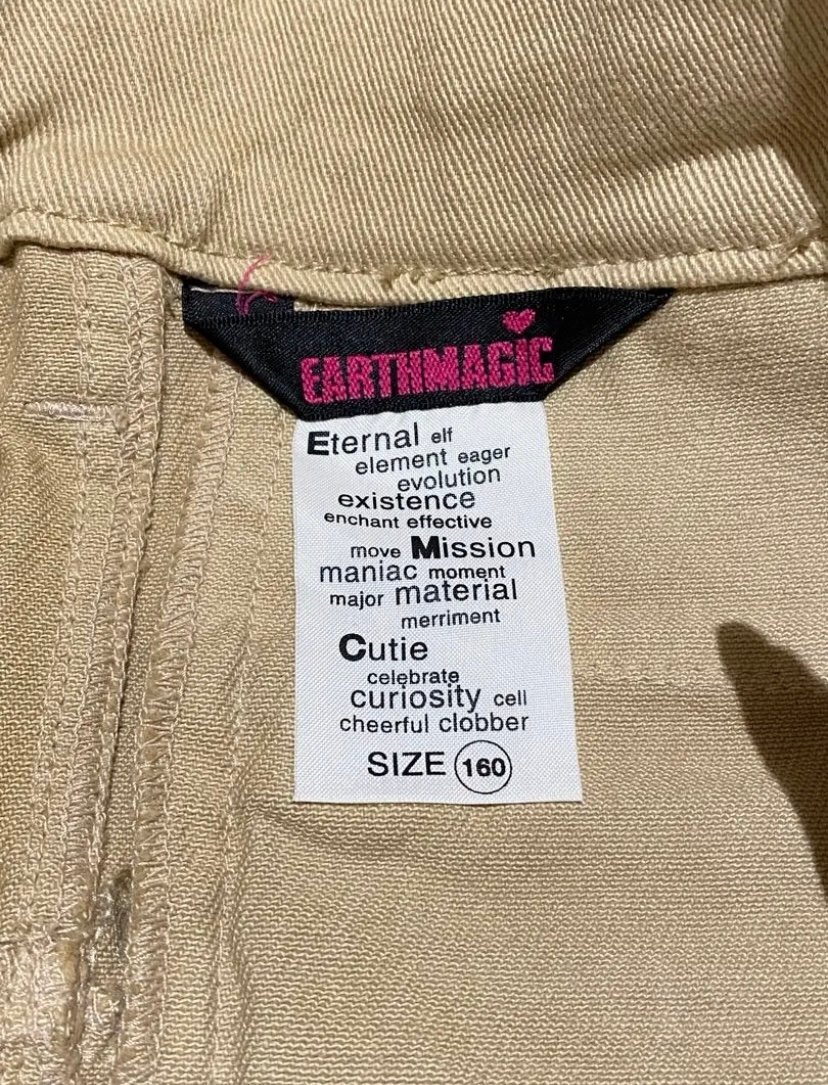 EARTHMAGIC
Eternal elf
element eager
evolution
existence
enchant effective
move Mission
maniac moment
major material
merriment
Cutie
celebrate
curiosity cell
cheerful clobber
SIZE 160